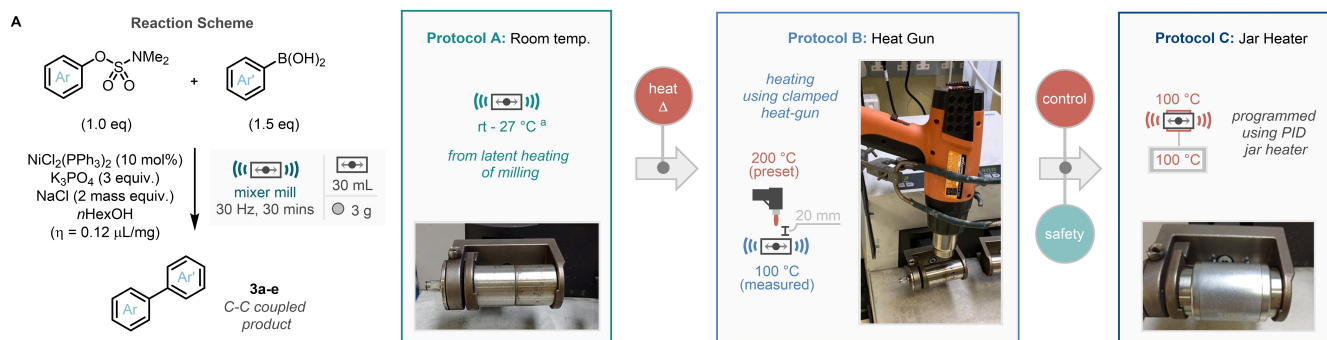 A
Reaction Scheme
Ar
O
S
O O
NMe2
+
Ar'
B(OH)2
(1.0 eq)
(1.5 eq)
NiCl2(PPh3)2 (10 mol%)
K3PO4 (3 equiv.)
NaCl (2 mass equiv.)
nHexOH
(η = 0.12 μL/mg)
mixer mill
30 Hz, 30 mins
30 mL
3 g
Ar
Ar'
3a-e
C-C coupled
product
Protocol A: Room temp.
rt - 27 °C a
from latent heating
of milling
heat
Δ
Protocol B: Heat Gun
heating
using clamped
heat-gun
200 °C
(preset)
20 mm
100 °C
(measured)
control
safety
Protocol C: Jar Heater
100 °C
100 °C
programmed
using PID
jar heater